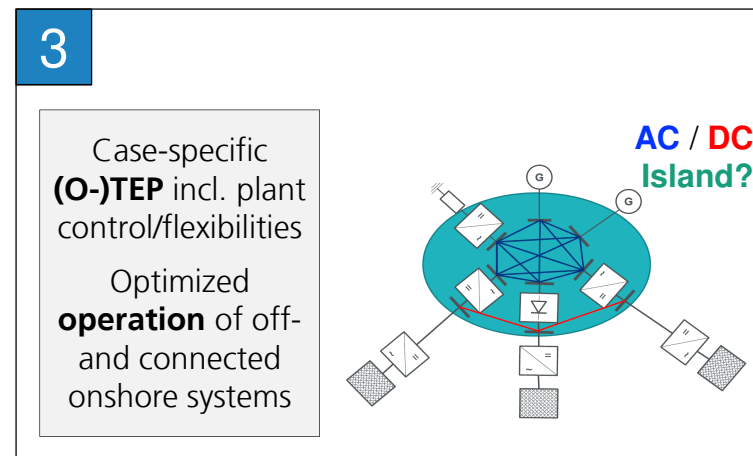 3
Case-specific
(O-)TEP incl. plant
control/flexibilities
Optimized
operation of off-
and connected
onshore systems
AC / DC
Island?
G
G
=
~
=
~
~
=
~
=
~
=
~
=